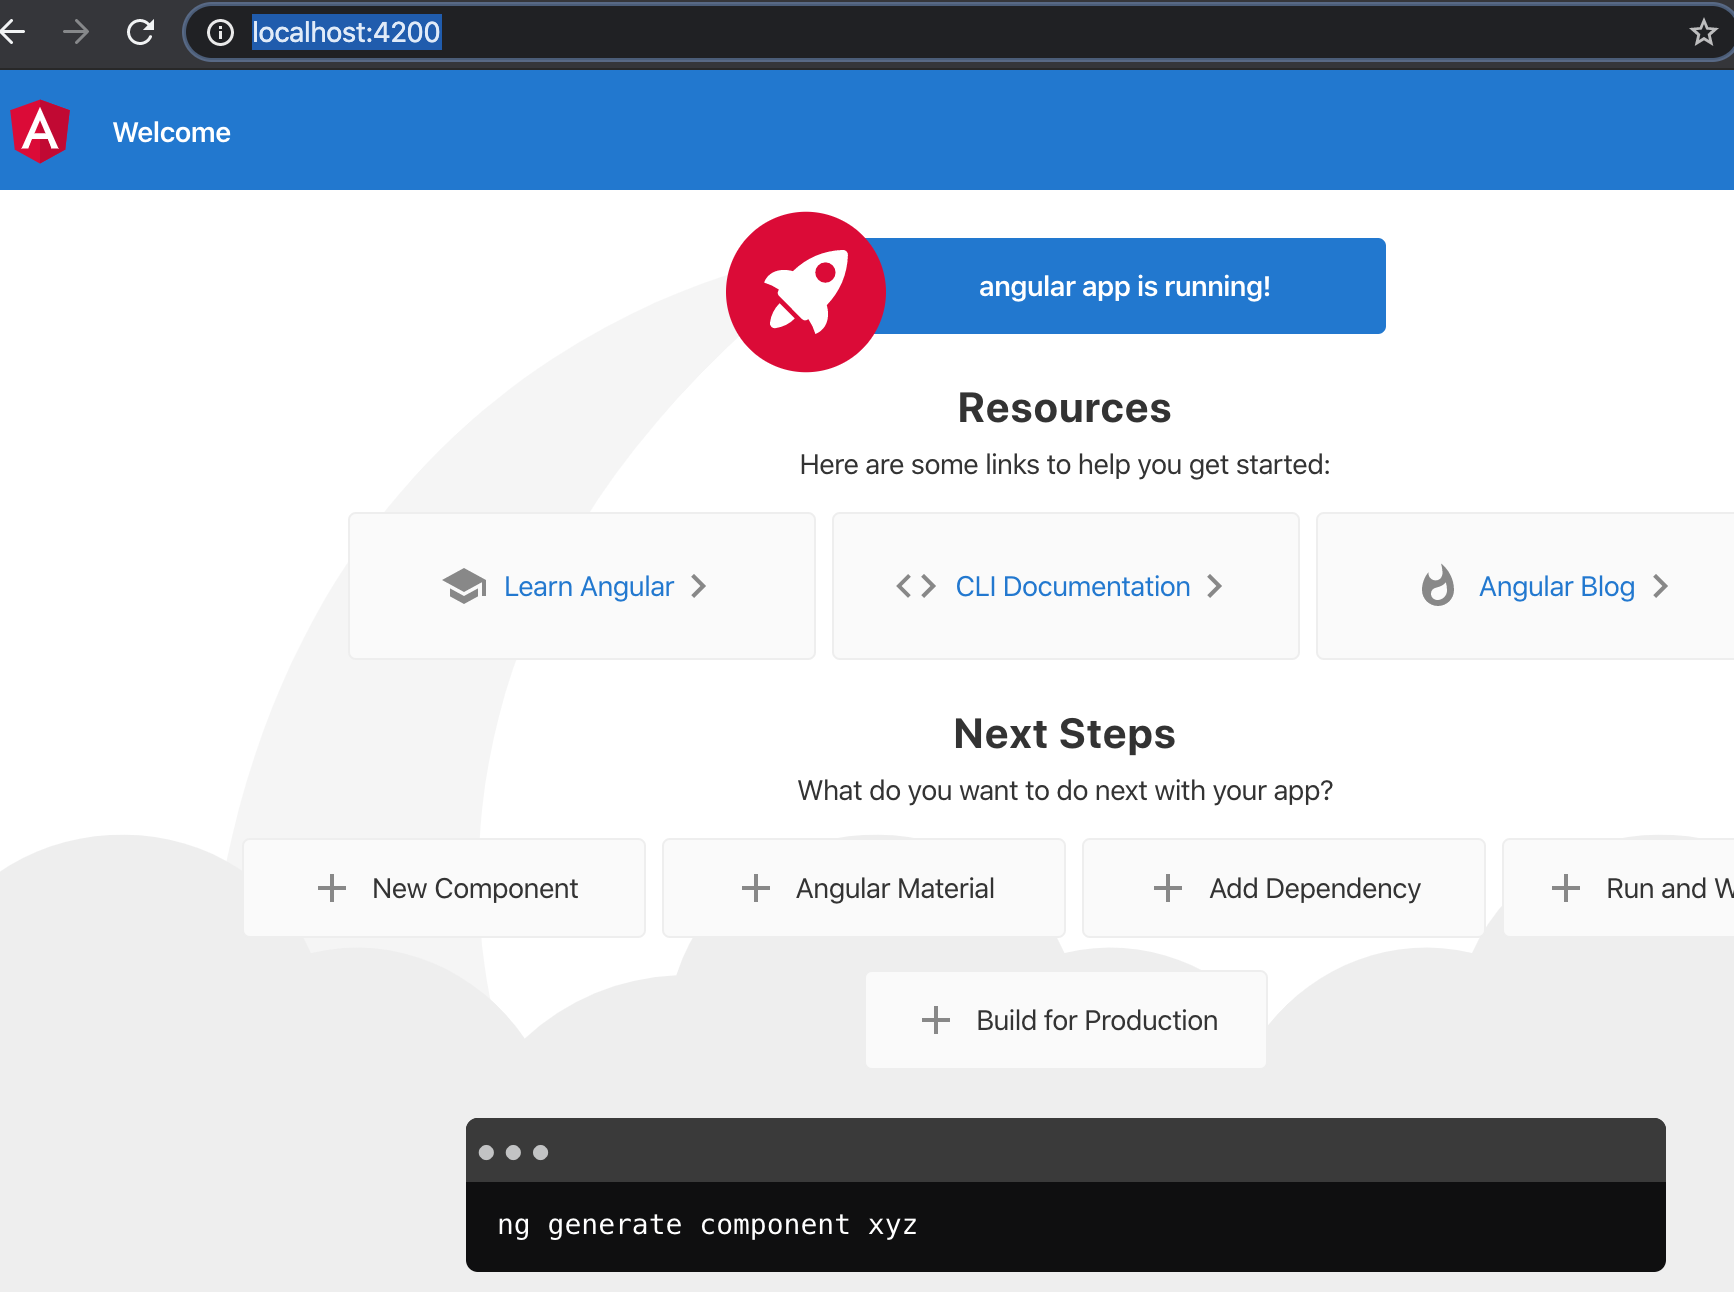 localhost:4200
Welcome
angular app is running!
Resources
Here are some links to help you get started:
Learn Angular
CLI Documentation
Angular Blog
Next Steps
What do you want to do next with your app?
New Component
Angular Material
Add Dependency
Run and W
Build for Production
ng generate component xyz